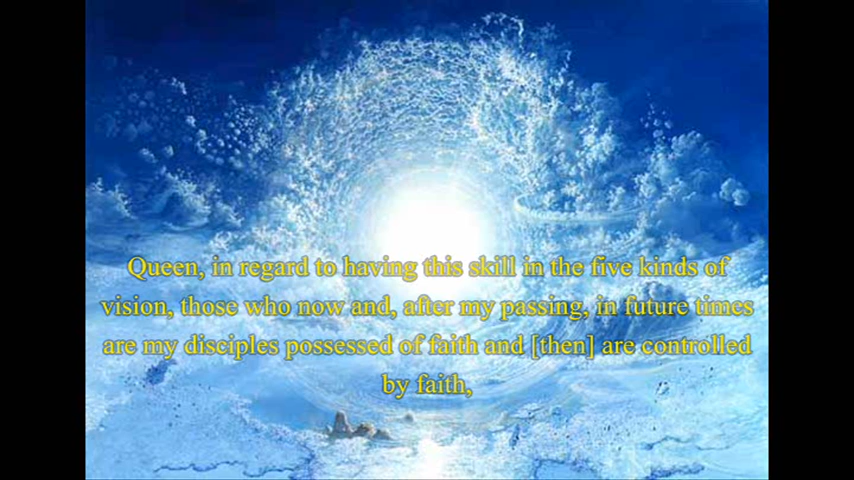 Queen, in regard to having this skill in the five kinds of
vision, those who now and, after my passing, in future times
are my disciples possessed of faith and [then] are controlled
by faith,